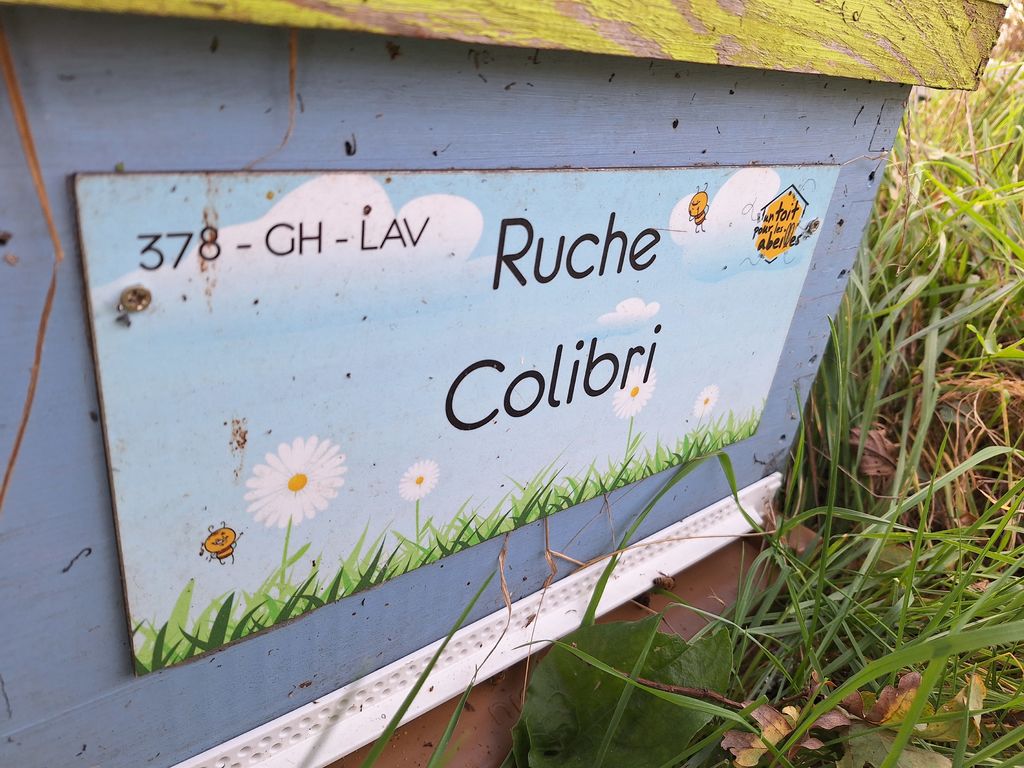 378 - GH - LAV
Ruche
Colibri
un toit
pour les
abeilles